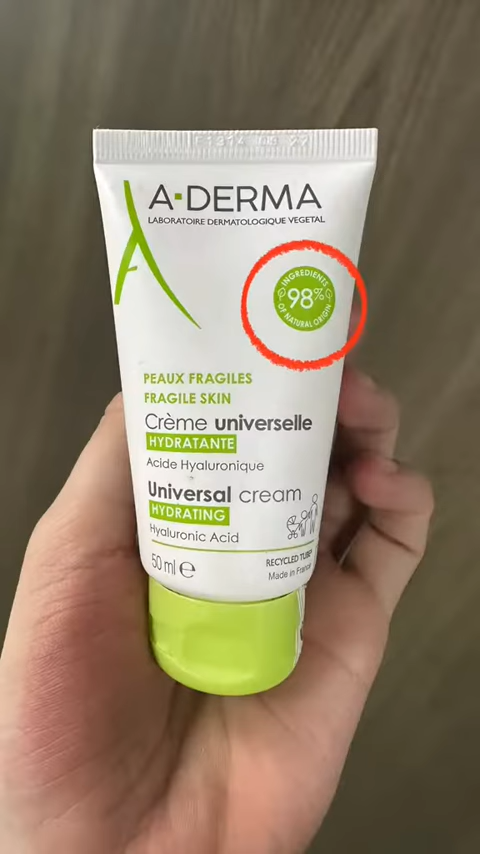 A·DERMA
LABORATOIRE DERMATOLOGIQUE VEGETAL
INGREDIENTS
98%
OF NATURAL ORIGIN
PEAUX FRAGILES
FRAGILE SKIN
Crème universelle
HYDRATANTE
Acide Hyaluronique
Universal cream
HYDRATING
Hyaluronic Acid
50 ml e
RECYCLED TUBE
Made in France